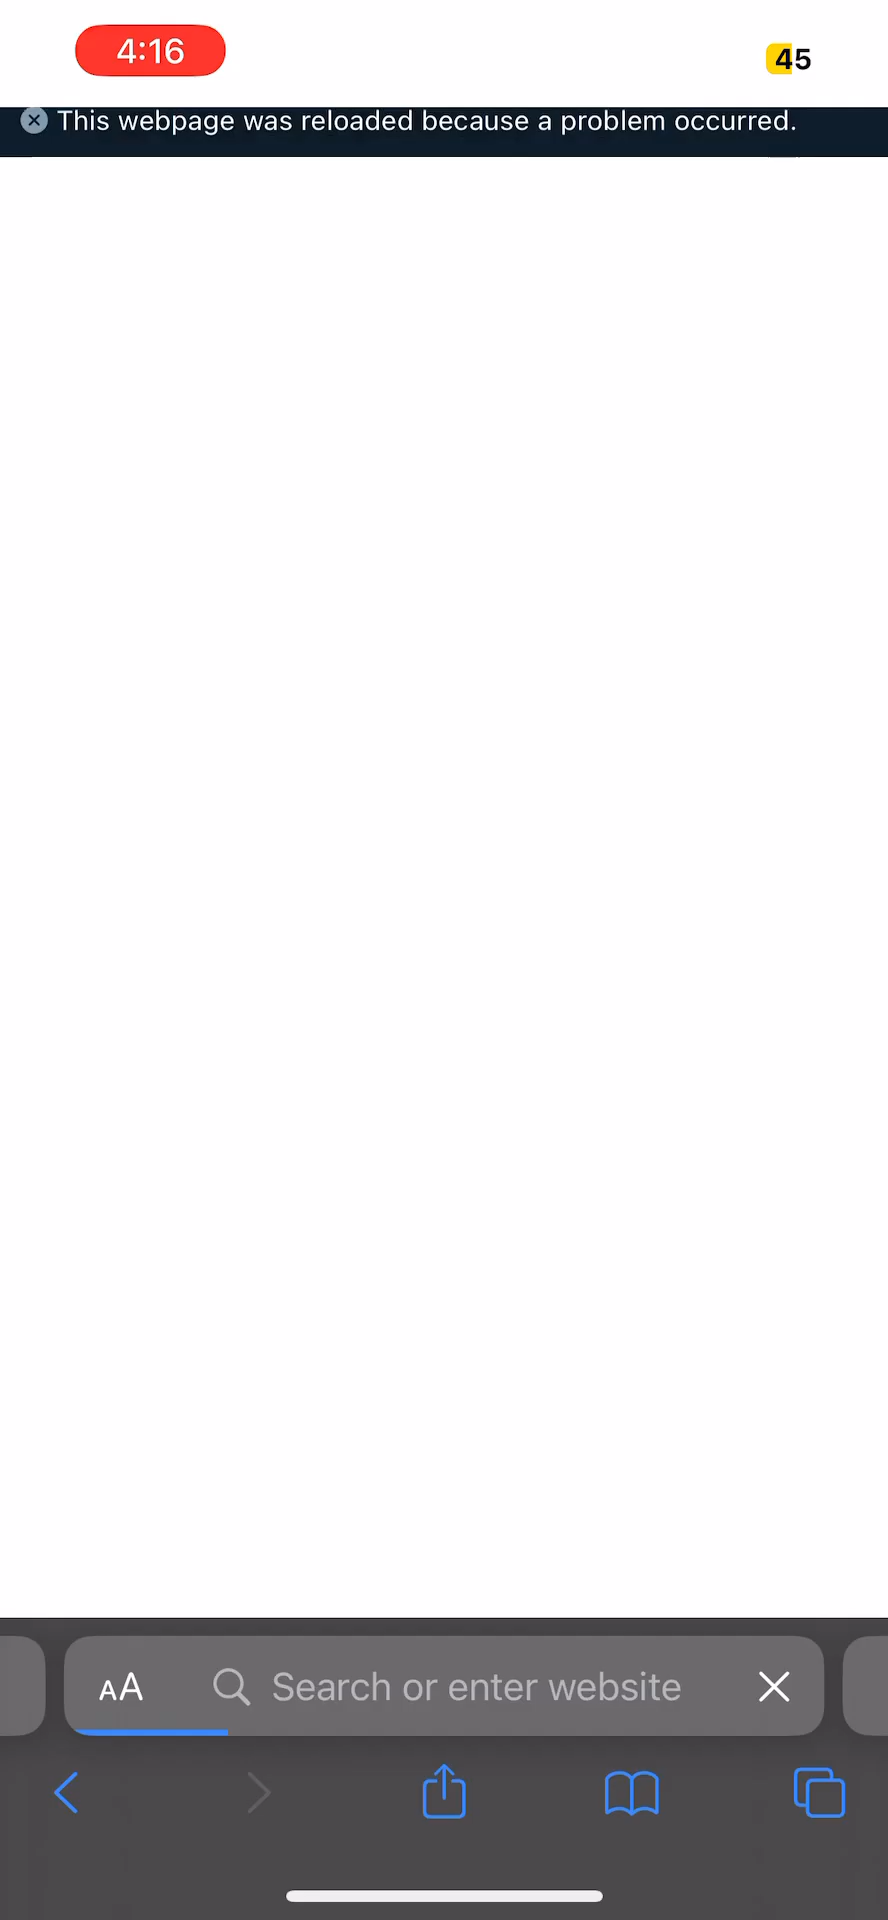 4:16
45
This webpage was reloaded because a problem occurred.
AA
Search or enter website